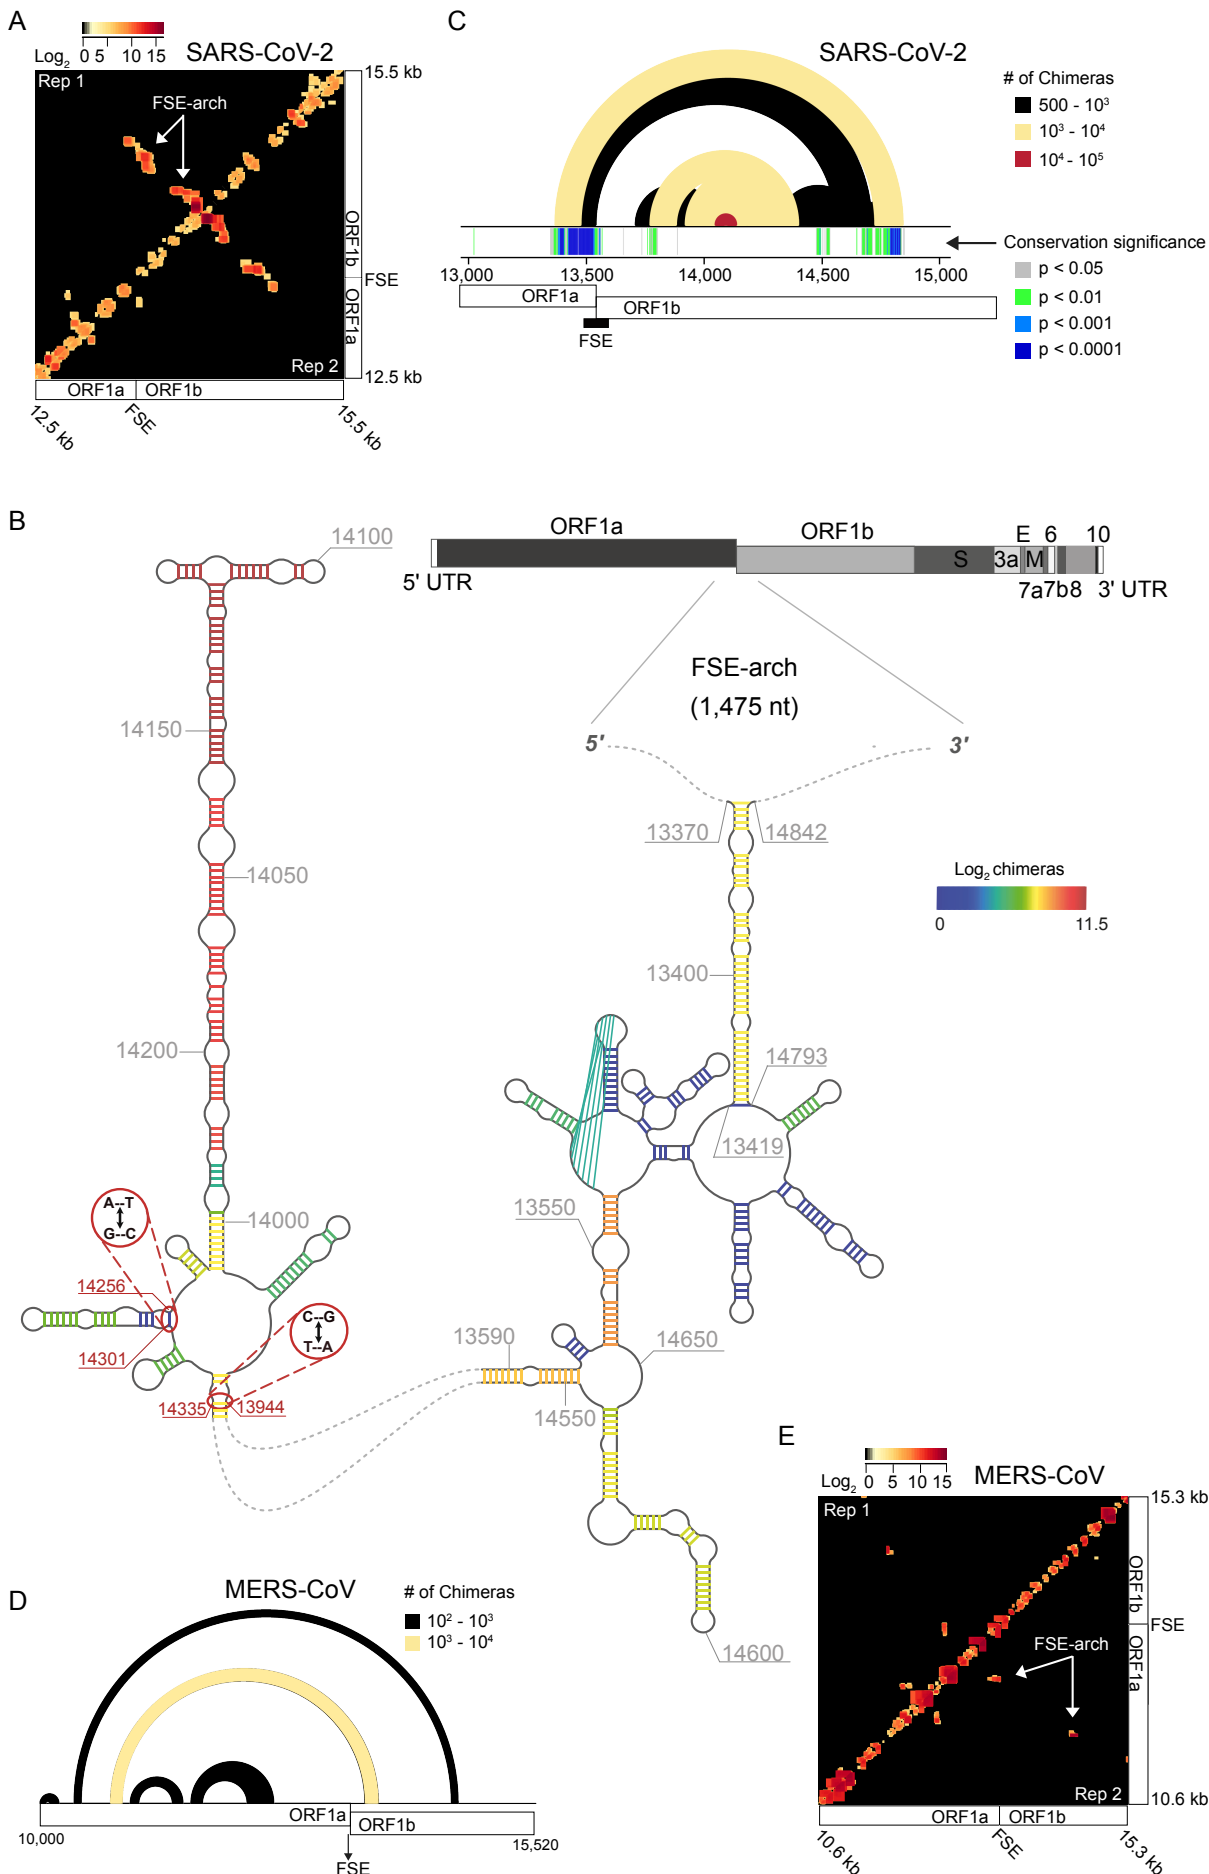 A
Log2
0 5 10 15
SARS-CoV-2
Rep 1
15.5 kb
FSE-arch
ORF1b
FSE
ORF1a
Rep 2
12.5 kb
ORF1a
ORF1b
12.5 kb
FSE
15.5 kb
C
SARS-CoV-2
# of Chimeras
500 - 10³
10³ - 10⁴
10⁴ - 10⁵
Conservation significance
p < 0.05
p < 0.01
p < 0.001
p < 0.0001
13,000
13,500
14,000
14,500
15,000
ORF1a
ORF1b
FSE
B
14100
ORF1a
ORF1b
E 6 10
S
3a
M
5' UTR
7a 7b 8 3' UTR
FSE-arch
(1,475 nt)
5'
3'
14150
13370
14842
14050
Log2 chimeras
0
11.5
13400
14200
14793
13419
A--T
G--C
14000
13550
14256
C--G
T--A
14301
13590
14650
14335
13944
14550
14600
E
Log2
0 5 10 15
MERS-CoV
Rep 1
15.3 kb
ORF1b
FSE
FSE-arch
ORF1a
Rep 2
10.6 kb
ORF1a
ORF1b
10.6 kb
FSE
15.3 kb
D
MERS-CoV
# of Chimeras
10² - 10³
10³ - 10⁴
ORF1a
ORF1b
10,000
15,520
FSE